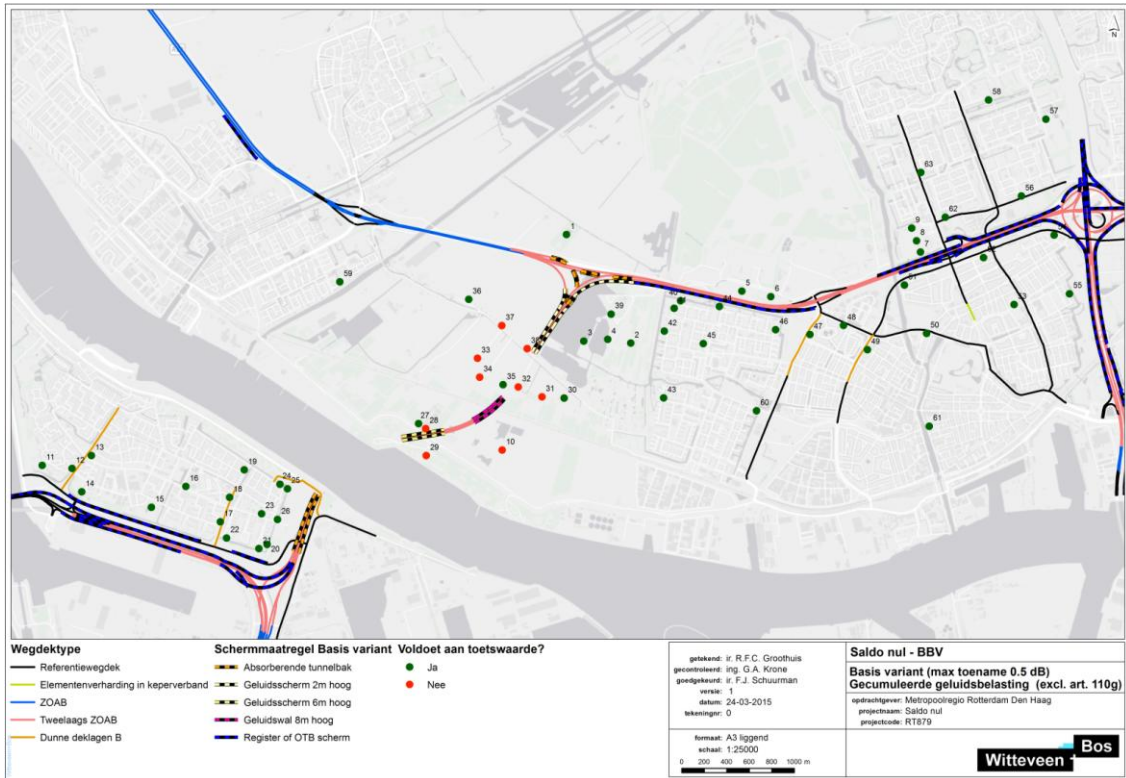 N
58
57
63
56
62
9
8
7
1
5
6
59
36
39
37
3
4
2
42
45
46
47
48
49
50
53
55
51
33
34
35
32
31
30
43
60
61
27
28
29
10
11
12
13
14
15
16
17
18
19
22
23
24
25
26
21
20
Wegdektype
Referentiewegdek
Elementenverharding in keperverband
ZOAB
Tweelaags ZOAB
Dunne deklagen B
Schermmaatregel Basis variant
Absorberende tunnelbak
Geluidsscherm 2m hoog
Geluidsscherm 6m hoog
Geluidswal 8m hoog
Register of OTB scherm
Voldoet aan toetswaarde?
Ja
Nee
getekend: ir. R.F.C. Groothuis
gecontroleerd: ing. G.A. Krone
goedgekeurd: ir. F.J. Schuurman
versie: 1
datum: 24-03-2015
tekeningnr: 0
formaat: A3 liggend
schaal: 1:25000
0 200 400 600 800 1000 m
Saldo nul - BBV
Basis variant (max toename 0.5 dB)
Gecumuleerde geluidsbelasting (excl. art. 110g)
opdrachtgever: Metropoolregio Rotterdam Den Haag
projectnaam: Saldo nul
projectcode: RT879
Witteveen + Bos